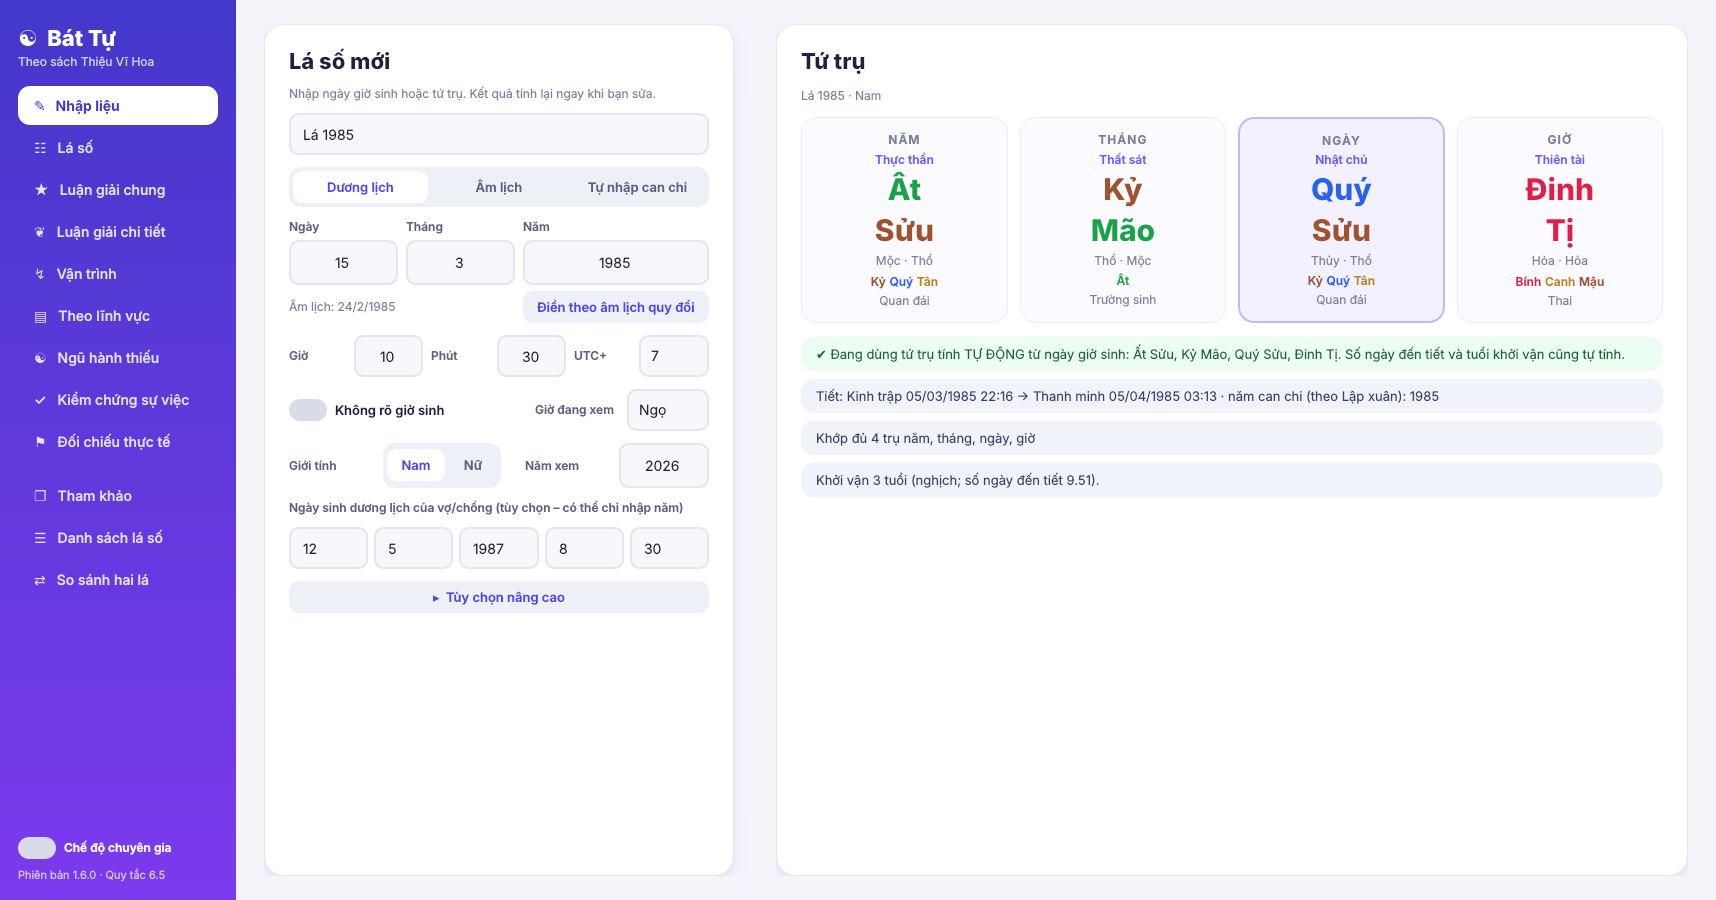 ☯ Bát Tự
Theo sách Thiệu Vĩ Hoa
✎ Nhập liệu
☷ Lá số
★ Luận giải chung
❦ Luận giải chi tiết
↯ Vận trình
▤ Theo lĩnh vực
☯ Ngũ hành thiếu
✓ Kiểm chứng sự việc
⚑ Đối chiếu thực tế
❐ Tham khảo
☰ Danh sách lá số
⇄ So sánh hai lá
Chế độ chuyên gia
Phiên bản 1.6.0 · Quy tắc 6.5
Lá số mới
Nhập ngày giờ sinh hoặc tứ trụ. Kết quả tính lại ngay khi bạn sửa.
Lá 1985
Dương lịch Âm lịch Tự nhập can chi
Ngày Tháng Năm
15 3 1985
Âm lịch: 24/2/1985 Điền theo âm lịch quy đổi
Giờ 10 Phút 30 UTC+ 7
Không rõ giờ sinh Giờ đang xem Ngọ
Giới tính Nam Nữ Năm xem 2026
Ngày sinh dương lịch của vợ/chồng (tùy chọn – có thể chỉ nhập năm)
12 5 1987 8 30
▸ Tùy chọn nâng cao
Tứ trụ
Lá 1985 · Nam
NĂM THÁNG NGÀY GIỜ
Thực thần Thất sát Nhật chủ Thiên tài
Ất Kỷ Quý Đinh
Sửu Mão Sửu Tị
Mộc · Thổ Thổ · Mộc Thủy · Thổ Hỏa · Hỏa
Kỷ Quý Tân Ất Kỷ Quý Tân Bính Canh Mậu
Quan đái Trường sinh Quan đái Thai
✔ Đang dùng tứ trụ tính TỰ ĐỘNG từ ngày giờ sinh: Ất Sửu, Kỷ Mão, Quý Sửu, Đinh Tị. Số ngày đến tiết và tuổi khởi vận cũng tự tính.
Tiết: Kinh trập 05/03/1985 22:16 → Thanh minh 05/04/1985 03:13 · năm can chi (theo Lập xuân): 1985
Khớp đủ 4 trụ năm, tháng, ngày, giờ
Khởi vận 3 tuổi (nghịch; số ngày đến tiết 9.51).